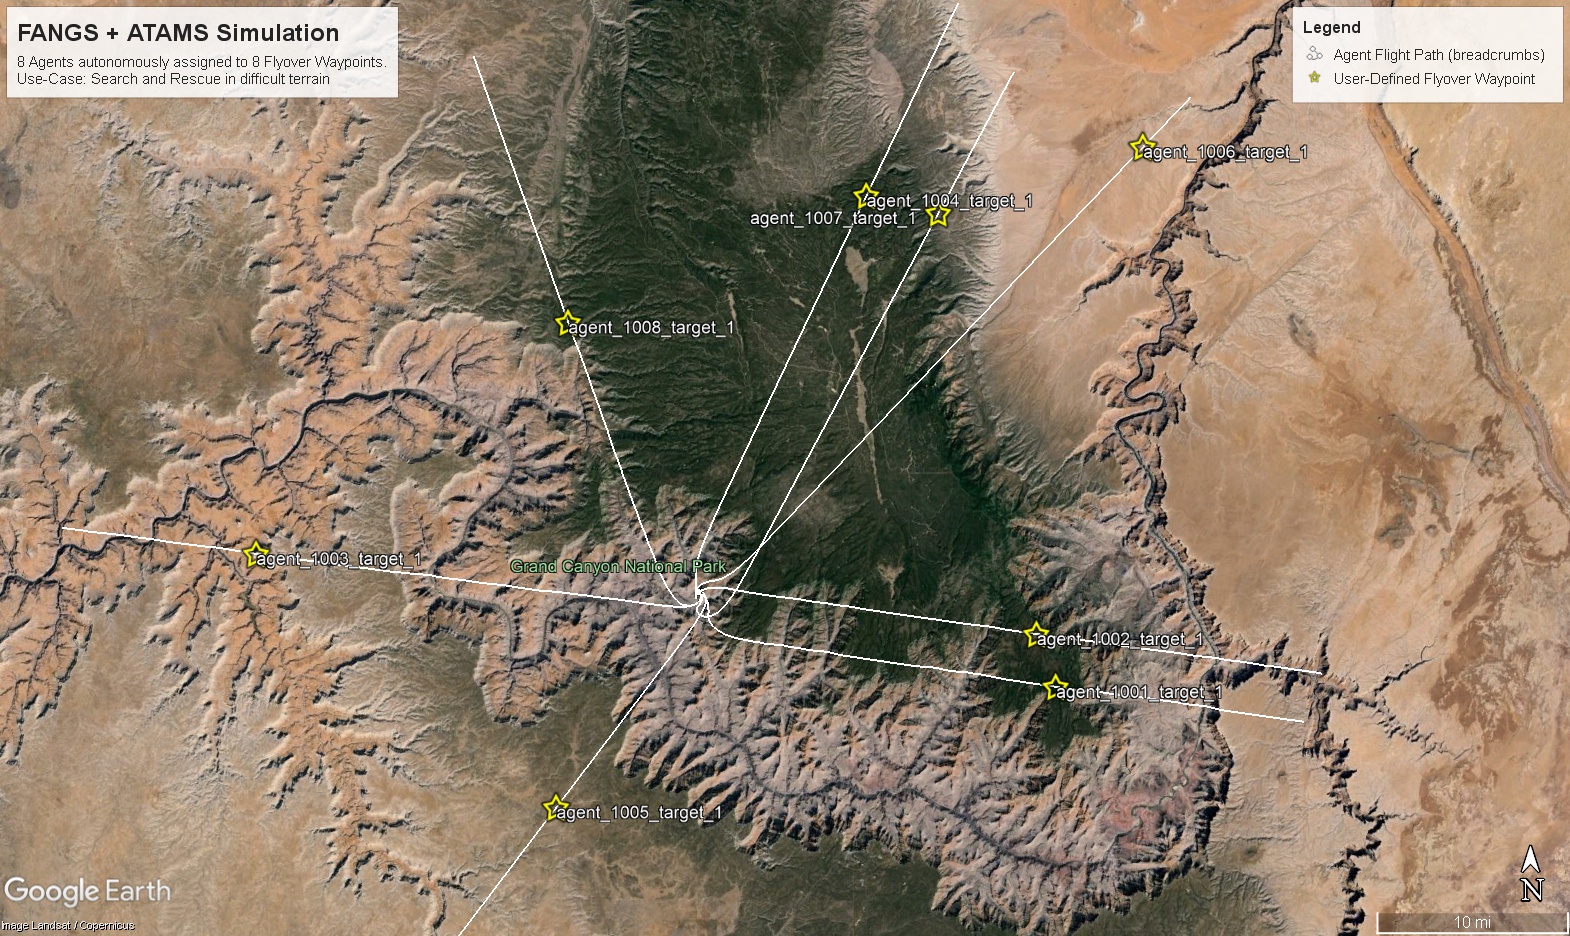 FANGS + ATAMS Simulation
8 Agents autonomously assigned to 8 Flyover Waypoints.
Use-Case: Search and Rescue in difficult terrain
Legend
Agent Flight Path (breadcrumbs)
User-Defined Flyover Waypoint
agent_1006_target_1
agent_1004_target_1
agent_1007_target_1
agent_1008_target_1
agent_1003_target_1
Grand Canyon National Park
agent_1002_target_1
agent_1001_target_1
agent_1005_target_1
Google Earth
Image Landsat / Copernicus
N
10 mi